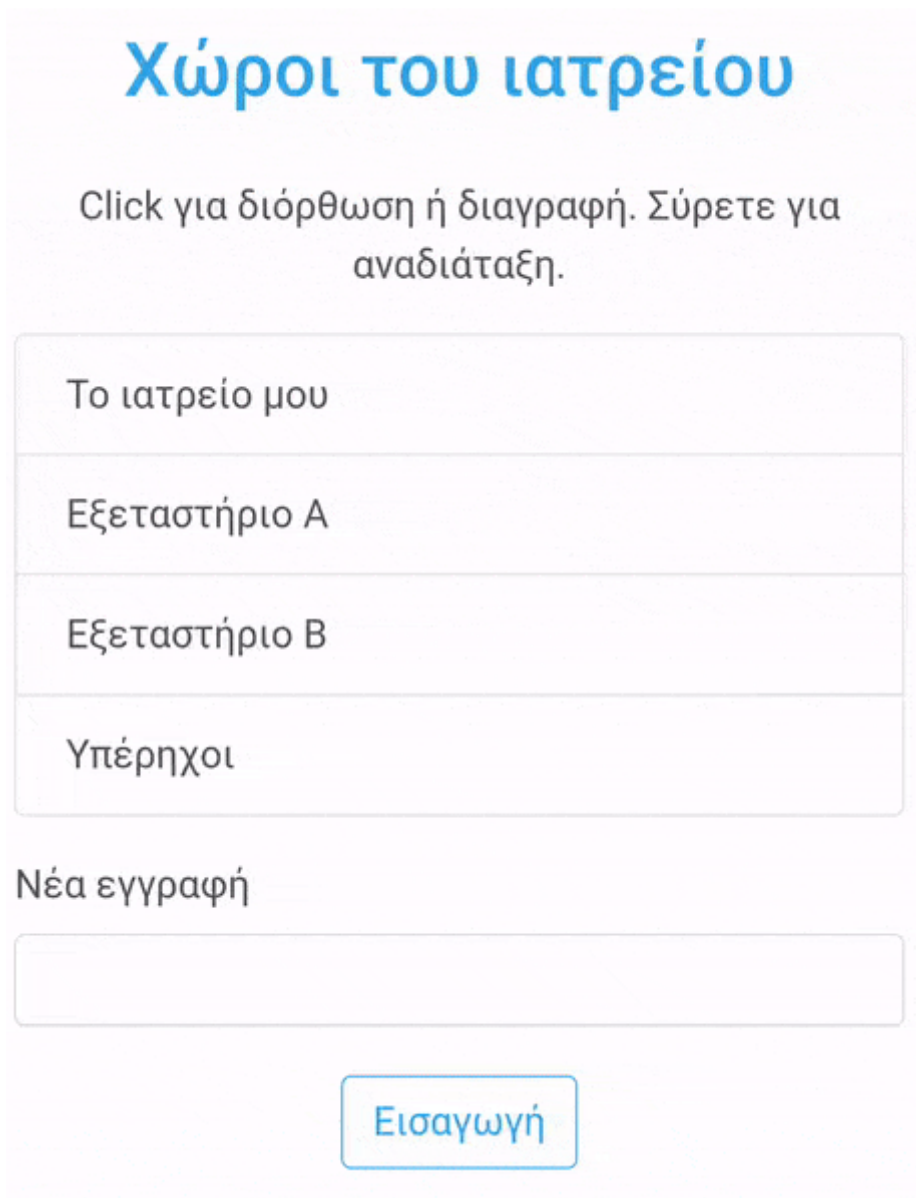 Χώροι του ιατρείου
Click για διόρθωση ή διαγραφή. Σύρετε για
αναδιάταξη.
Το ιατρείο μου
Εξεταστήριο Α
Εξεταστήριο Β
Υπέρηχοι
Νέα εγγραφή
Εισαγωγή